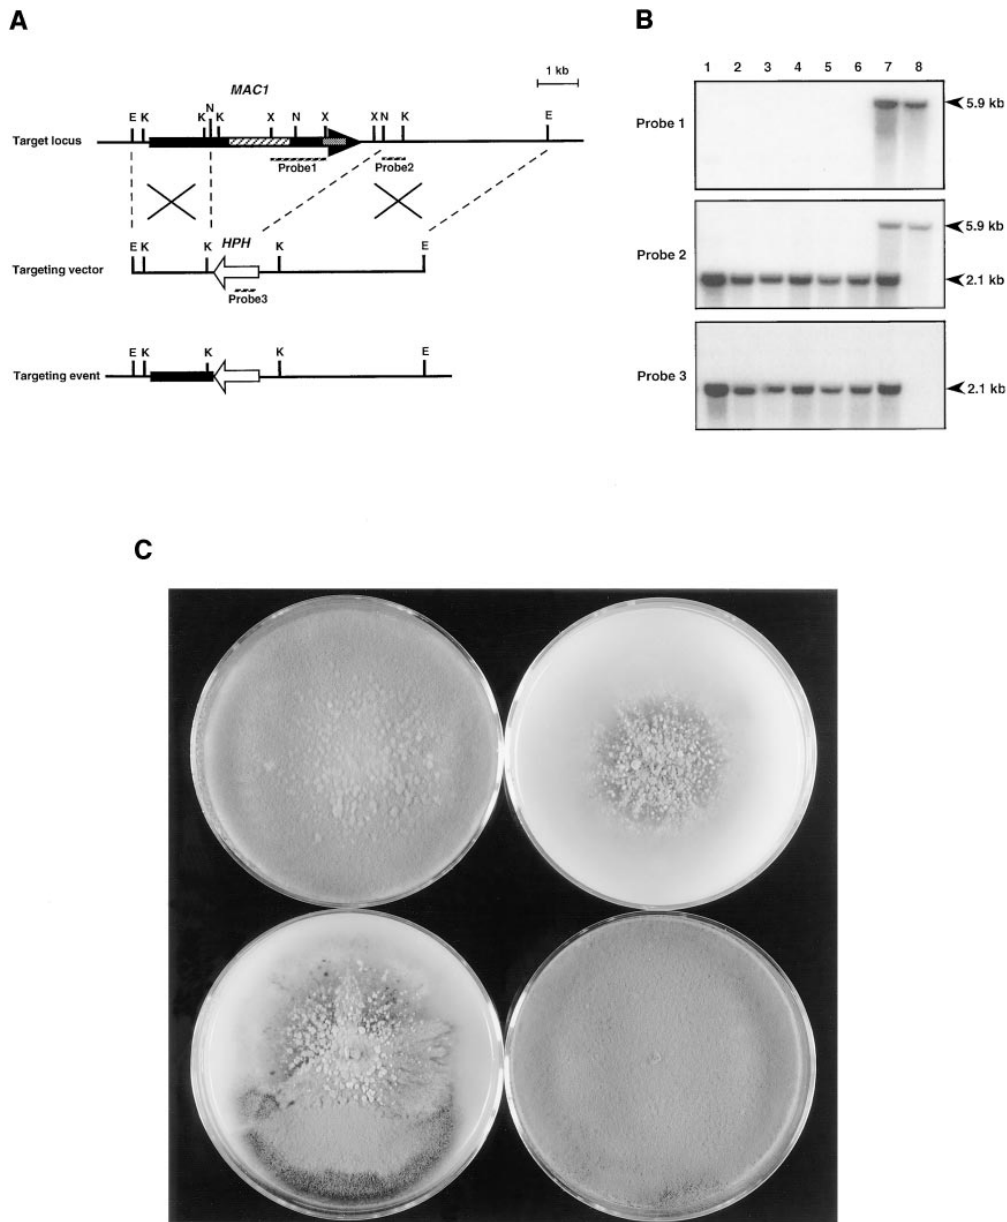 A
1 kb
MAC1
N
E K K K X N X X N K E
Target locus
Probe1 Probe2
HPH
E K K K E
Targeting vector
Probe3
E K K K E
Targeting event
B
1 2 3 4 5 6 7 8
5.9 kb
Probe 1
5.9 kb
Probe 2
2.1 kb
Probe 3
2.1 kb
C